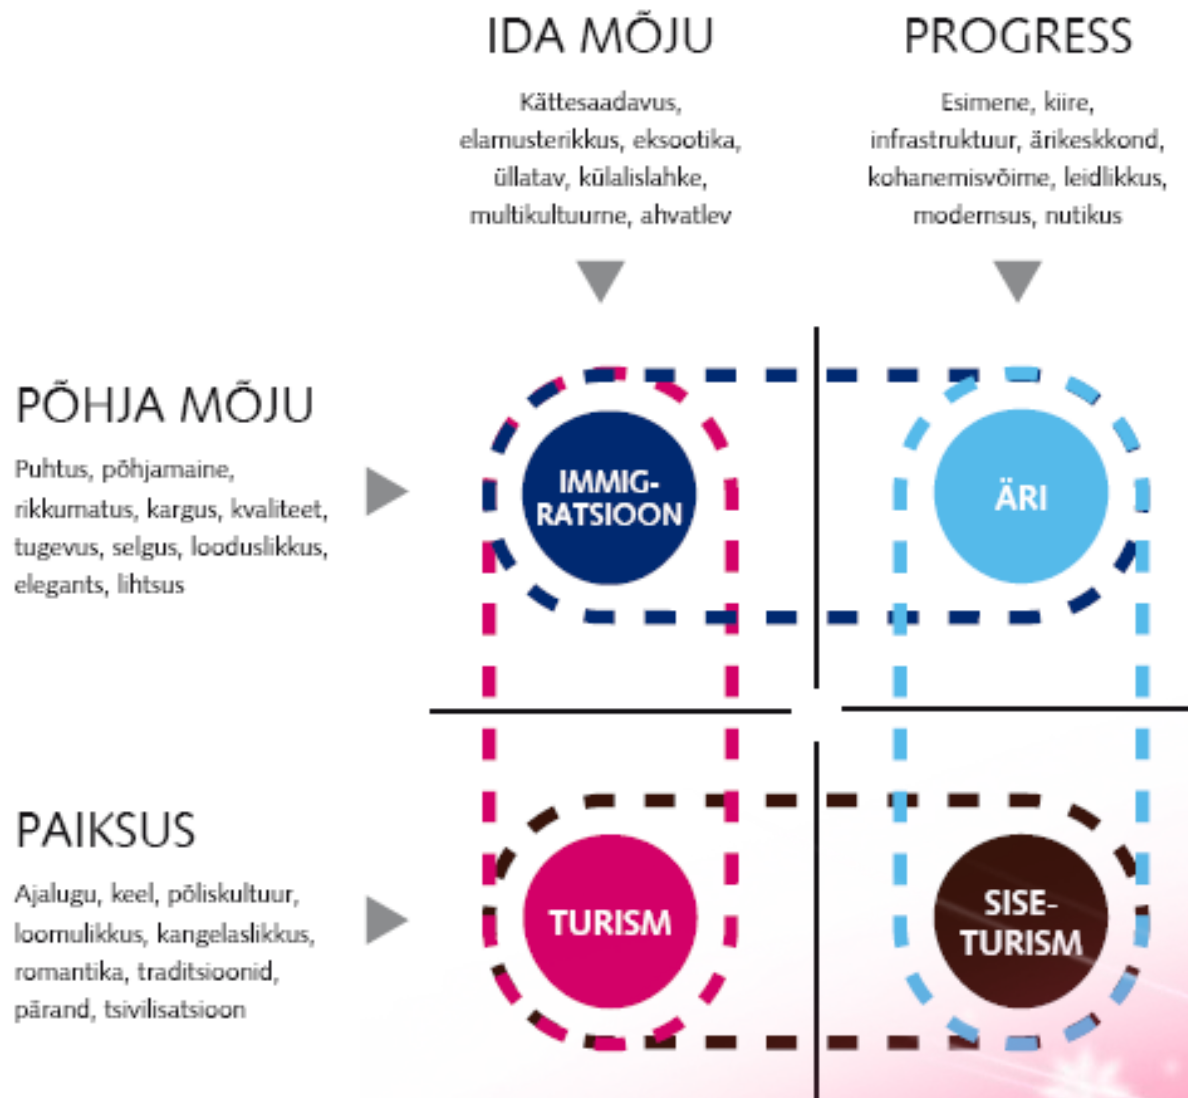 IDA MÕJU
Kättesaadavus,
elamusterikkus, eksootika,
üllatav, külalislahke,
multikultuurne, ahvatlev
PROGRESS
Esimene, kiire,
infrastruktuur, ärikeskkond,
kohanemisvõime, leidlikkus,
modernsus, nutikus
PÕHJA MÕJU
Puhtus, põhjamaine,
rikkumatus, kargus, kvaliteet,
tugevus, selgus, looduslikkus,
elegants, lihtsus
IMMIG-
RATSIOON
ÄRI
PAIKSUS
Ajalugu, keel, põliskultuur,
loomulikkus, kangelaslikkus,
romantika, traditsioonid,
pärand, tsivilisatsioon
TURISM
SISE-
TURISM